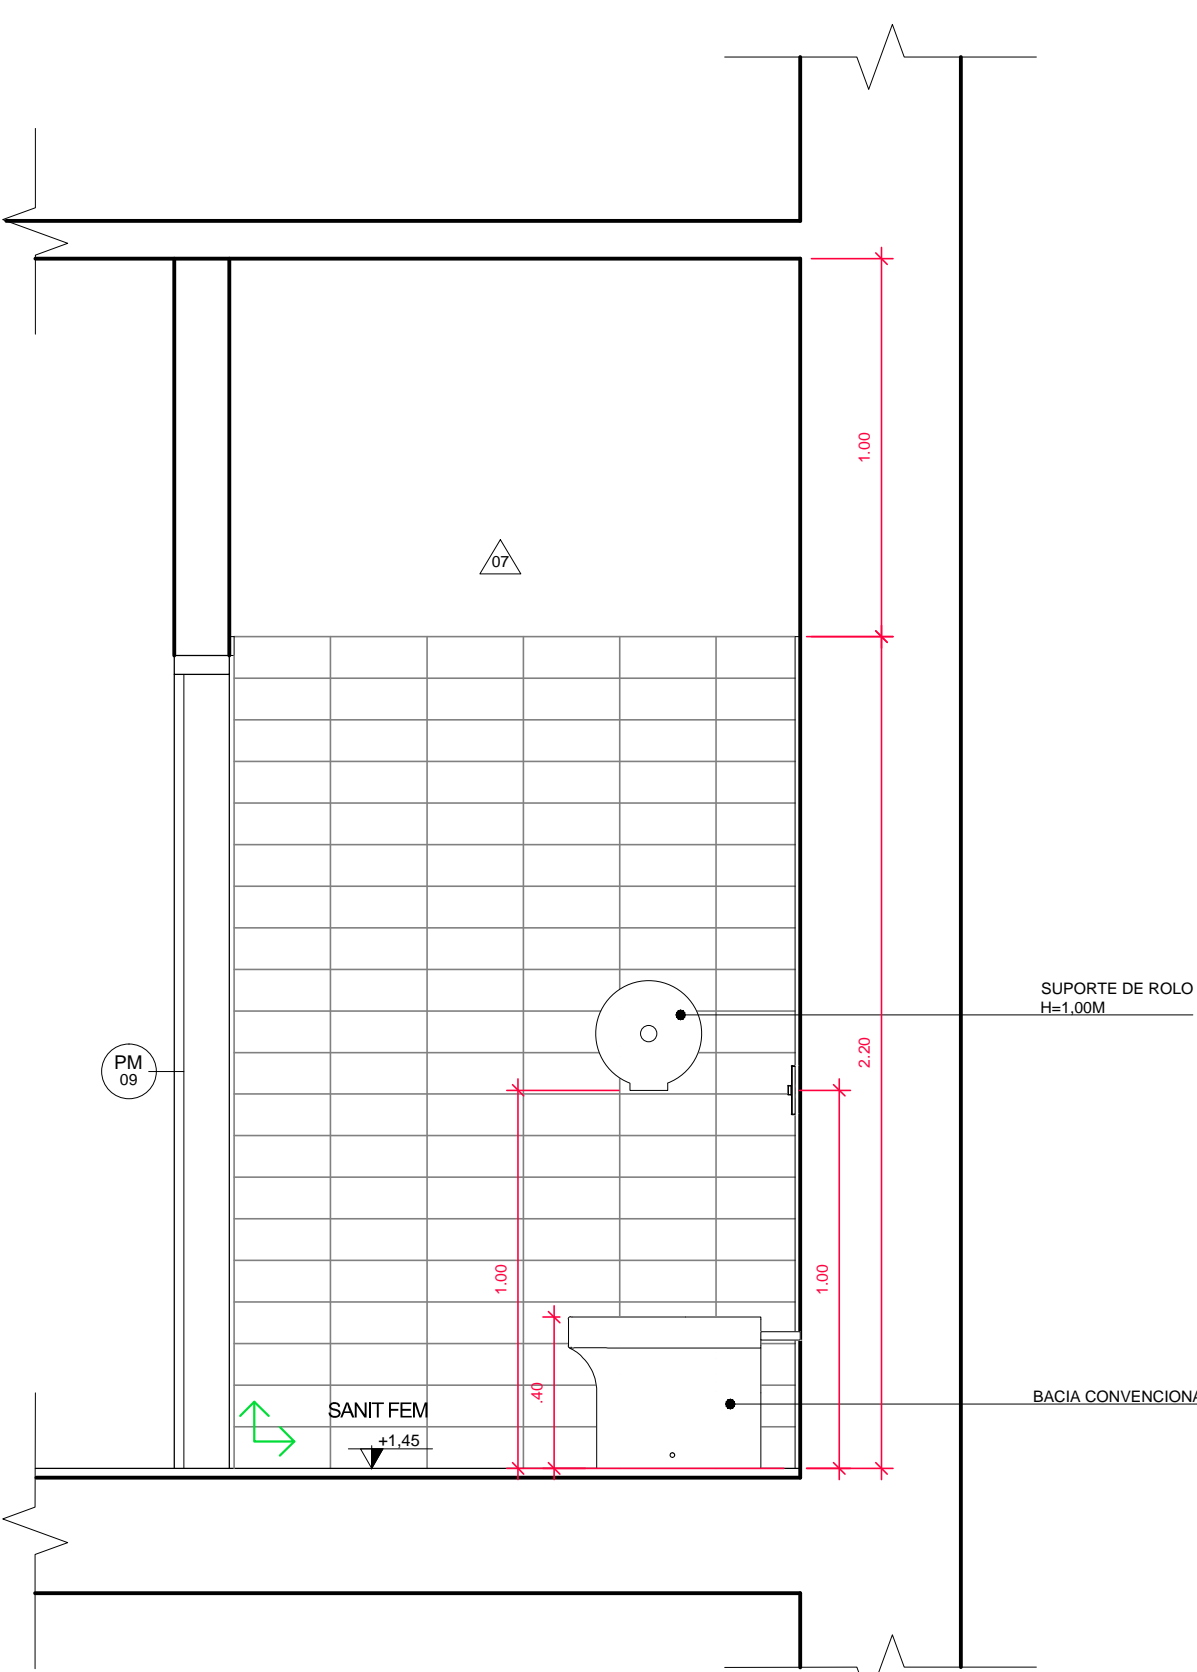 1.00
07
SUPORTE DE ROLO
H=1,00M
2.20
PM
09
1.00
1.00
.40
BACIA CONVENCIONA
SANIT FEM
+1,45